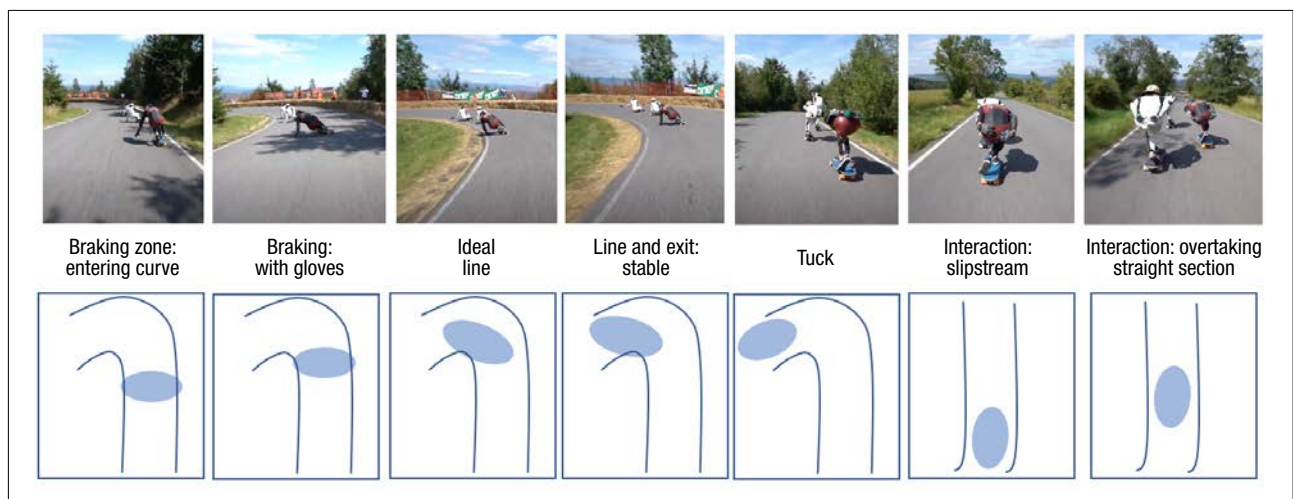 Braking zone:
entering curve
Braking:
with gloves
Ideal
line
Line and exit:
stable
Tuck
Interaction:
slipstream
Interaction: overtaking
straight section